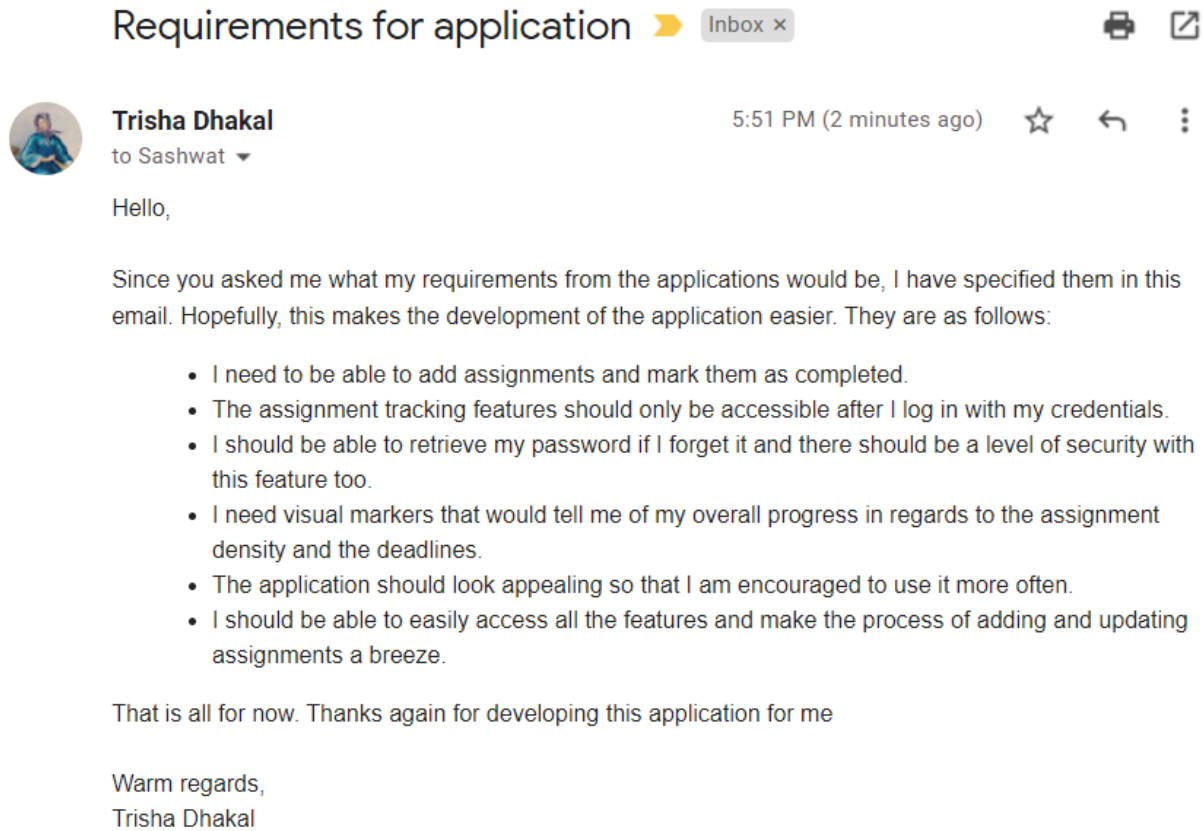 Requirements for application Inbox ×
Trisha Dhakal 5:51 PM (2 minutes ago)
to Sashwat
Hello,
Since you asked me what my requirements from the applications would be, I have specified them in this
email. Hopefully, this makes the development of the application easier. They are as follows:
• I need to be able to add assignments and mark them as completed.
• The assignment tracking features should only be accessible after I log in with my credentials.
• I should be able to retrieve my password if I forget it and there should be a level of security with
this feature too.
• I need visual markers that would tell me of my overall progress in regards to the assignment
density and the deadlines.
• The application should look appealing so that I am encouraged to use it more often.
• I should be able to easily access all the features and make the process of adding and updating
assignments a breeze.
That is all for now. Thanks again for developing this application for me
Warm regards,
Trisha Dhakal